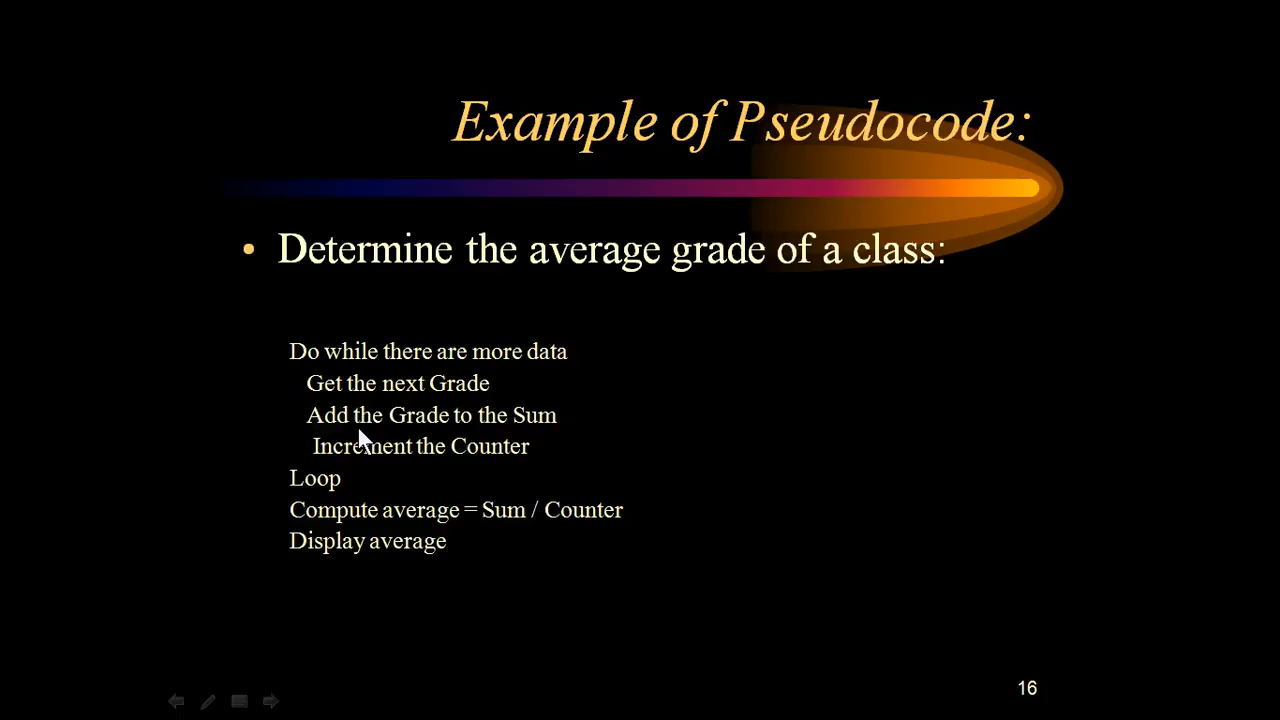 Example of Pseudocode:
• Determine the average grade of a class:
Do while there are more data
Get the next Grade
Add the Grade to the Sum
Increment the Counter
Loop
Compute average = Sum / Counter
Display average
16